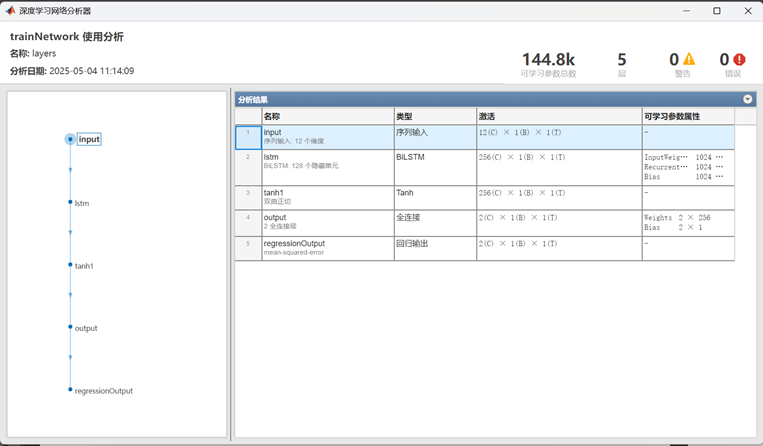 深度学习网络分析器
trainNetwork 使用分析
名称: layers
分析日期: 2025-05-04 11:14:09
144.8k
可学习参数总数
5
层
0
警告
0
错误
input
lstm
tanh1
output
regressionOutput
分析结果
名称 类型 激活 可学习参数属性
1 input 序列输入 12(C) × 1(B) × 1(T) -
序列输入: 12 个维度
2 lstm BiLSTM 256(C) × 1(B) × 1(T) InputWeig… 1024 …
BiLSTM: 128 个隐藏单元 Recurrent… 1024 …
Bias 1024 …
3 tanh1 Tanh 256(C) × 1(B) × 1(T) -
双曲正切
4 output 全连接 2(C) × 1(B) × 1(T) Weights 2 × 256
2 全连接层 Bias 2 × 1
5 regressionOutput 回归输出 2(C) × 1(B) × 1(T) -
mean-squared-error